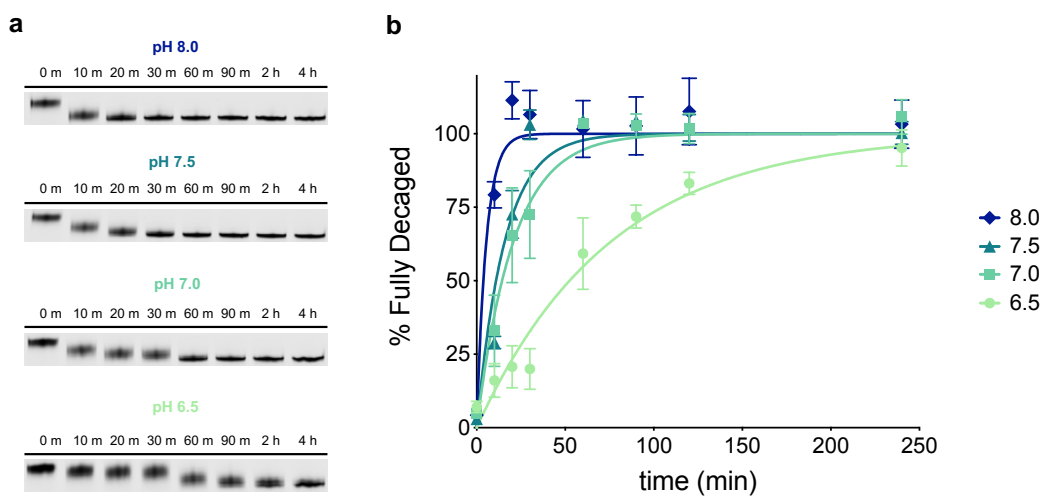 a
pH 8.0
0 m 10 m 20 m 30 m 60 m 90 m 2 h 4 h
pH 7.5
0 m 10 m 20 m 30 m 60 m 90 m 2 h 4 h
pH 7.0
0 m 10 m 20 m 30 m 60 m 90 m 2 h 4 h
pH 6.5
0 m 10 m 20 m 30 m 60 m 90 m 2 h 4 h
b
% Fully Decaged
100
75
50
25
0
0 50 100 150 200 250
time (min)
8.0
7.5
7.0
6.5